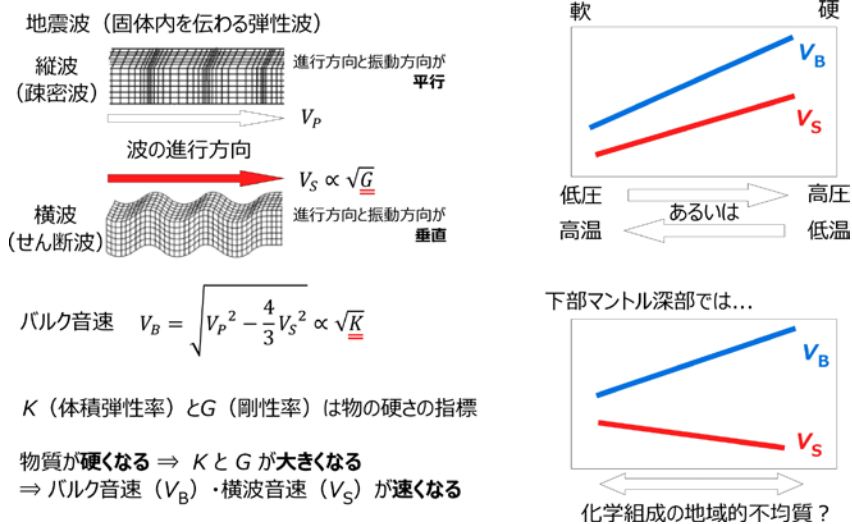 地震波（固体内を伝わる弾性波）
縦波
（疎密波）
進行方向と振動方向が
平行
V_P
波の進行方向
V_S ∝ √G
横波
（せん断波）
進行方向と振動方向が
垂直
バルク音速 V_B = √(V_P² − 4/3 V_S²) ∝ √K
K（体積弾性率）とG（剛性率）は物の硬さの指標
物質が硬くなる ⇒ K と G が大きくなる
⇒ バルク音速（V_B）・横波音速（V_S）が速くなる
軟 硬
V_B
V_S
低圧 高圧
あるいは
高温 低温
下部マントル深部では…
V_B
V_S
化学組成の地域的不均質？